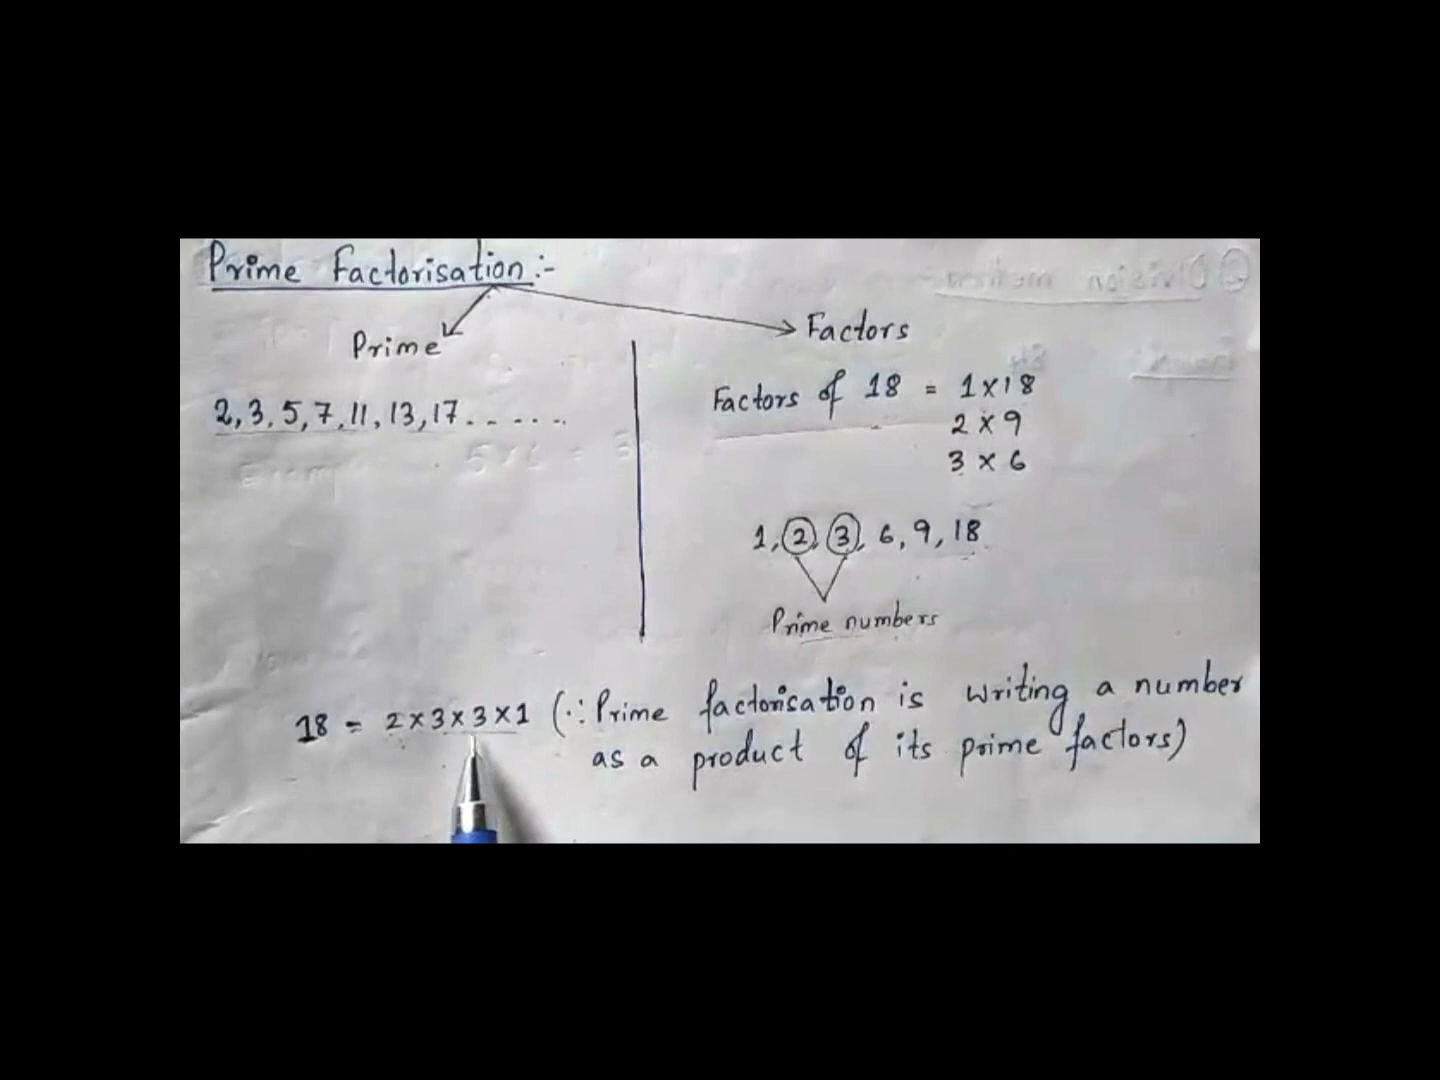 Prime Factorisation :-
Prime
Factors
2, 3, 5, 7, 11, 13, 17 - - - - - -
Factors of 18 = 1 × 18
2 × 9
3 × 6
1, 2, 3, 6, 9, 18
Prime numbers
18 = 2 × 3 × 3 × 1 (∵ Prime factorisation is writing a number
as a product of its prime factors)